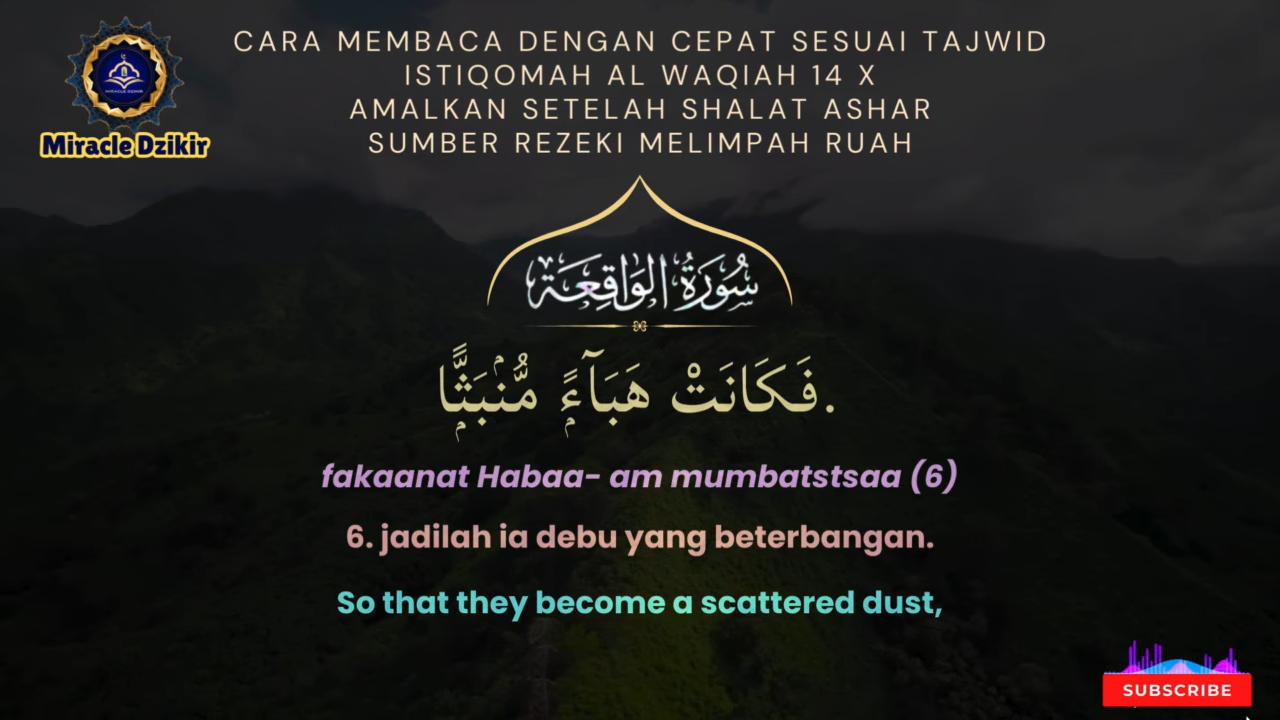 CARA MEMBACA DENGAN CEPAT SESUAI TAJWID
ISTIQOMAH AL WAQIAH 14 X
AMALKAN SETELAH SHALAT ASHAR
SUMBER REZEKI MELIMPAH RUAH
MIRACLE DZIKIR
Miracle Dzikir
سُورَةُ الوَاقِعَة
فَكَانَتْ هَبَآءًۭ مُّنۢبَثًّۭا.
fakaanat Habaa- am mumbatstsaa (6)
6. jadilah ia debu yang beterbangan.
So that they become a scattered dust,
SUBSCRIBE